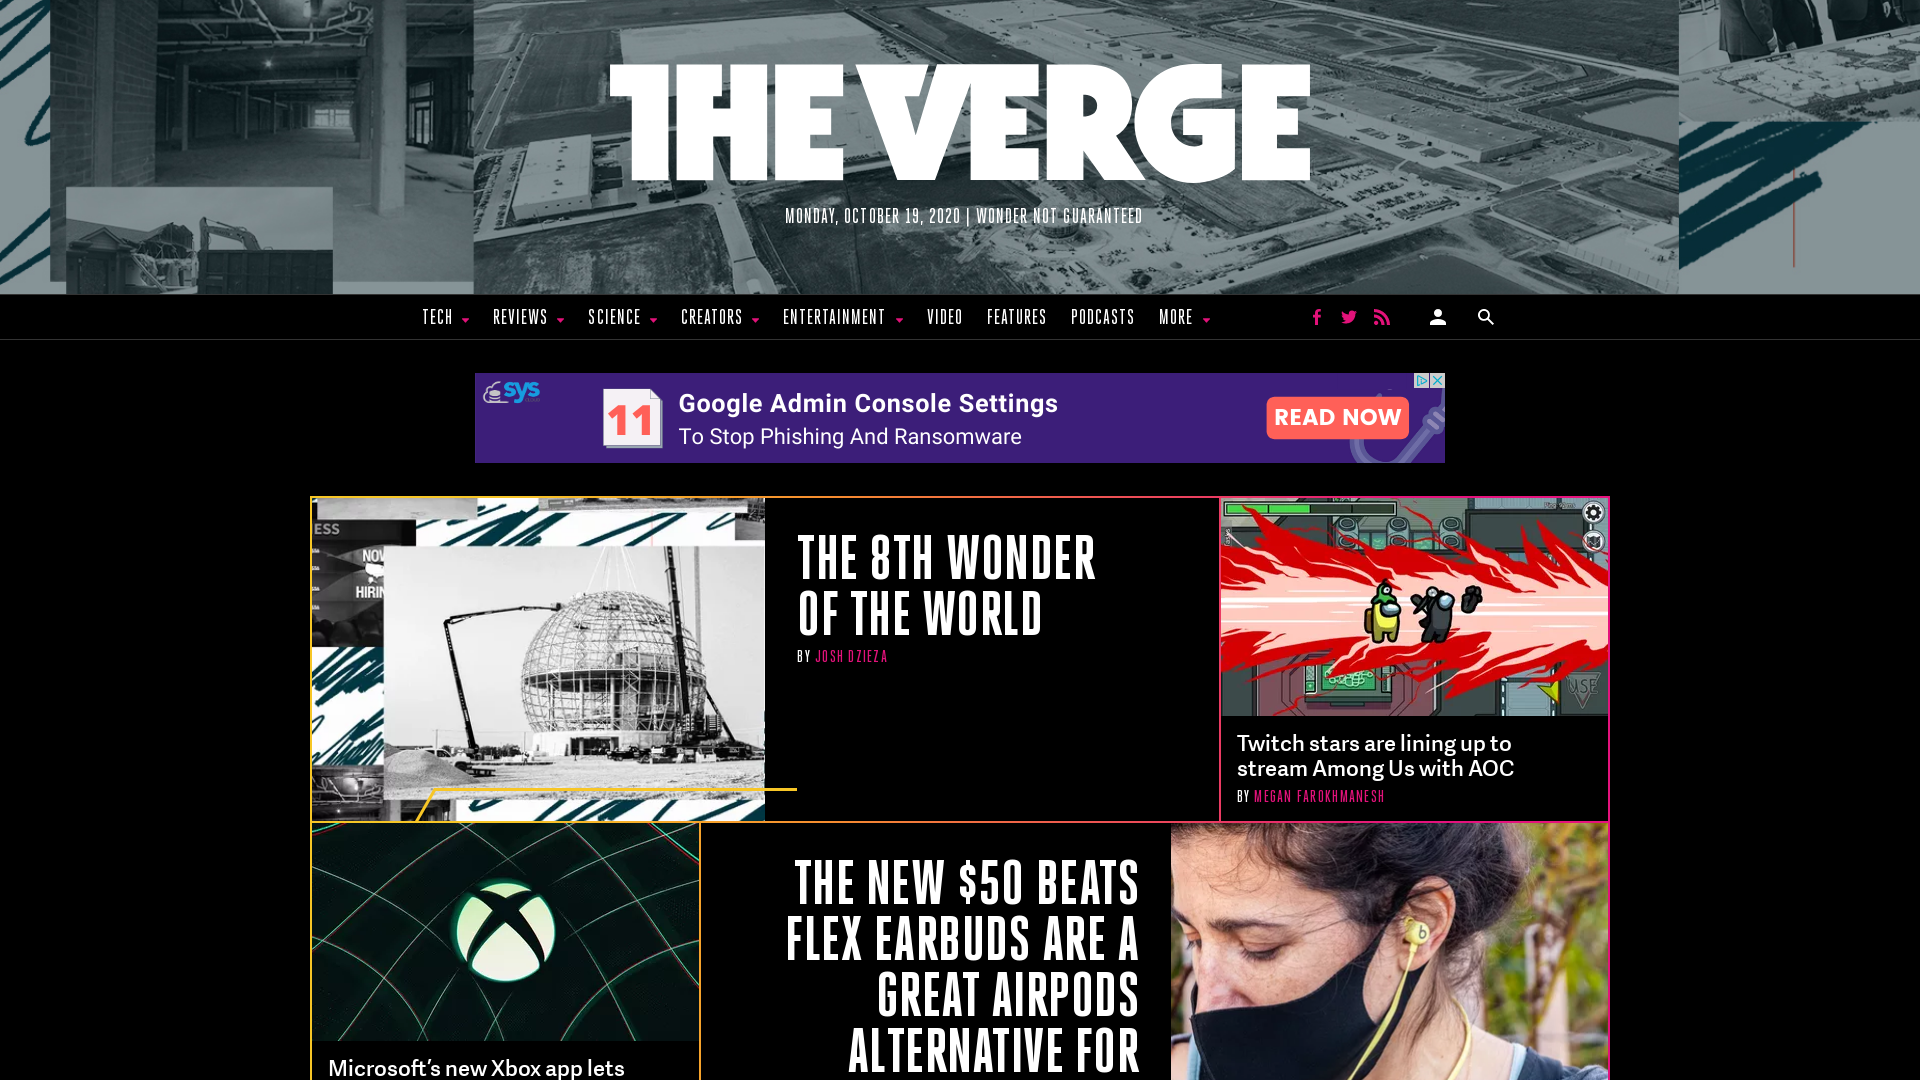 THE VERGE
MONDAY, OCTOBER 19, 2020 | WONDER NOT GUARANTEED
TECH REVIEWS SCIENCE CREATORS ENTERTAINMENT VIDEO FEATURES PODCASTS MORE
sys
11
Google Admin Console Settings
To Stop Phishing And Ransomware
READ NOW
ESS
NOW
HIRIN
THE 8TH WONDER
OF THE WORLD
BY JOSH DZIEZA
USE
Twitch stars are lining up to
stream Among Us with AOC
BY MEGAN FAROKHMANESH
THE NEW $50 BEATS
FLEX EARBUDS ARE A
GREAT AIRPODS
ALTERNATIVE FOR
b
Microsoft's new Xbox app lets